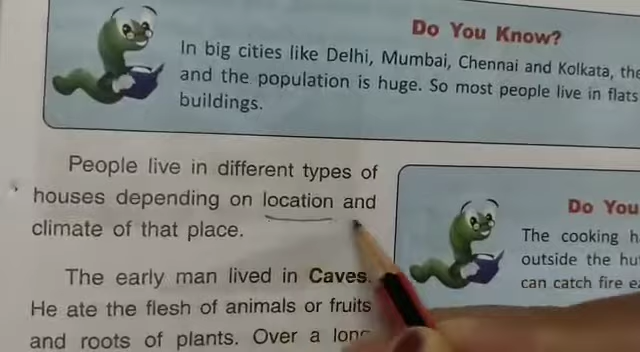 Do You Know?
In big cities like Delhi, Mumbai, Chennai and Kolkata, the
and the population is huge. So most people live in flats
buildings.
People live in different types of
houses depending on location and
climate of that place.
The early man lived in Caves.
He ate the flesh of animals or fruits
and roots of plants. Over a long
Do You
The cooking h
outside the hu
can catch fire e